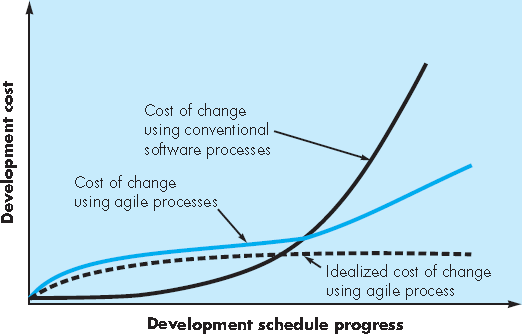 Development cost
Cost of change
using conventional
software processes
Cost of change
using agile processes
Idealized cost of change
using agile process
Development schedule progress